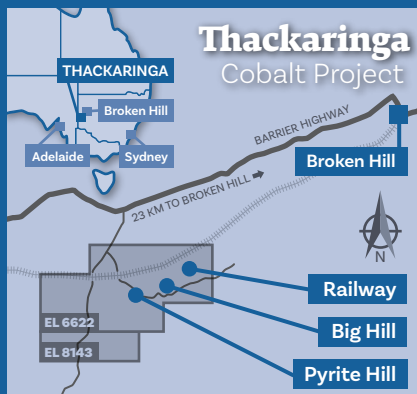 Thackaringa
Cobalt Project
THACKARINGA
Broken Hill
Adelaide
Sydney
BARRIER HIGHWAY
Broken Hill
23 KM TO BROKEN HILL
N
Railway
EL 6622
Big Hill
EL 8143
Pyrite Hill